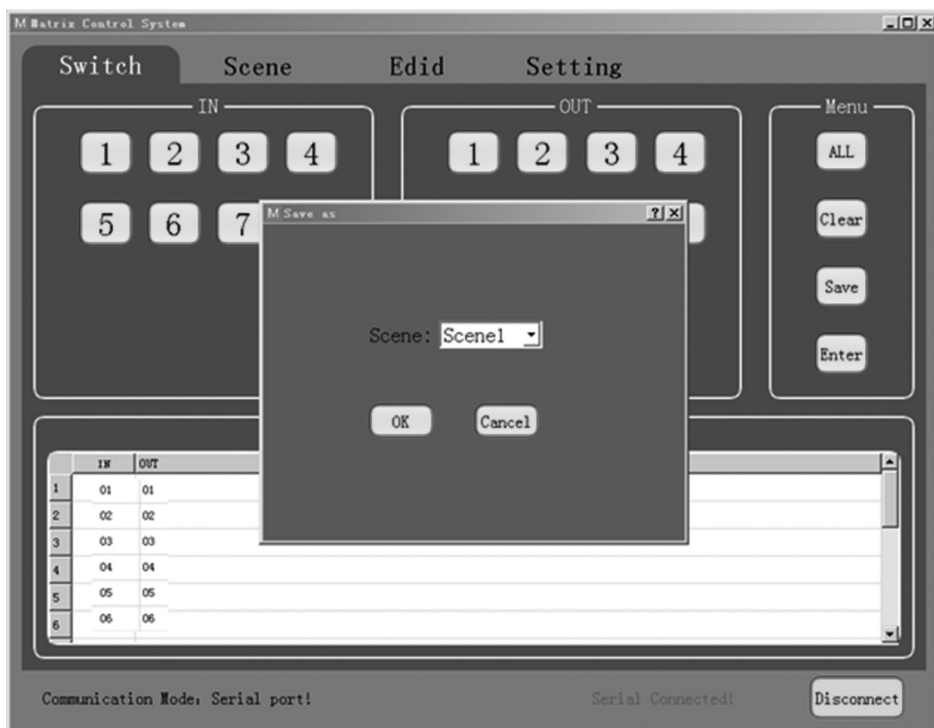 M Matrix Control System
Switch Scene Edid Setting
IN OUT Menu
1 2 3 4 1 2 3 4 ALL
5 6 7 Clear
M Save as
Save
Scene: Scene1
Enter
OK Cancel
IN OUT
1 01 01
2 02 02
3 03 03
4 04 04
5 05 05
6 06 06
Communication Mode: Serial port! Serial Connected! Disconnect